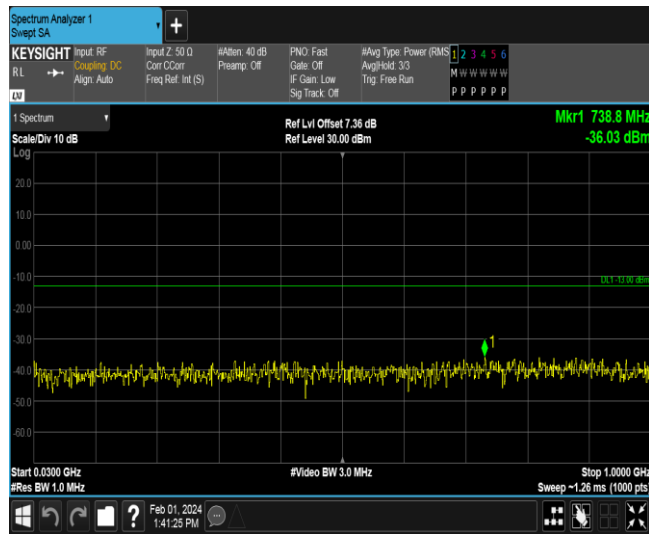 Spectrum Analyzer 1
Swept SA
+
KEYSIGHT
RL
LXI
Input: RF
Coupling: DC
Align: Auto
Input Z: 50 Ω
Corr CCorr
Freq Ref: Int (S)
#Atten: 40 dB
Preamp: Off
PNO: Fast
Gate: Off
IF Gain: Low
Sig Track: Off
#Avg Type: Power (RMS
Avg|Hold: 3/3
Trig: Free Run
1 2 3 4 5 6
M W W W W W
P P P P P P
1 Spectrum
Scale/Div 10 dB
Log
Ref Lvl Offset 7.36 dB
Ref Level 30.00 dBm
Mkr1 738.8 MHz
-36.03 dBm
20.0
10.0
0.00
-10.0
DL1 -13.00 dBm
-20.0
-30.0
1
-40.0
-50.0
-60.0
Start 0.0300 GHz
#Res BW 1.0 MHz
#Video BW 3.0 MHz
Stop 1.0000 GHz
Sweep ~1.26 ms (1000 pts)
?
Feb 01, 2024
1:41:25 PM